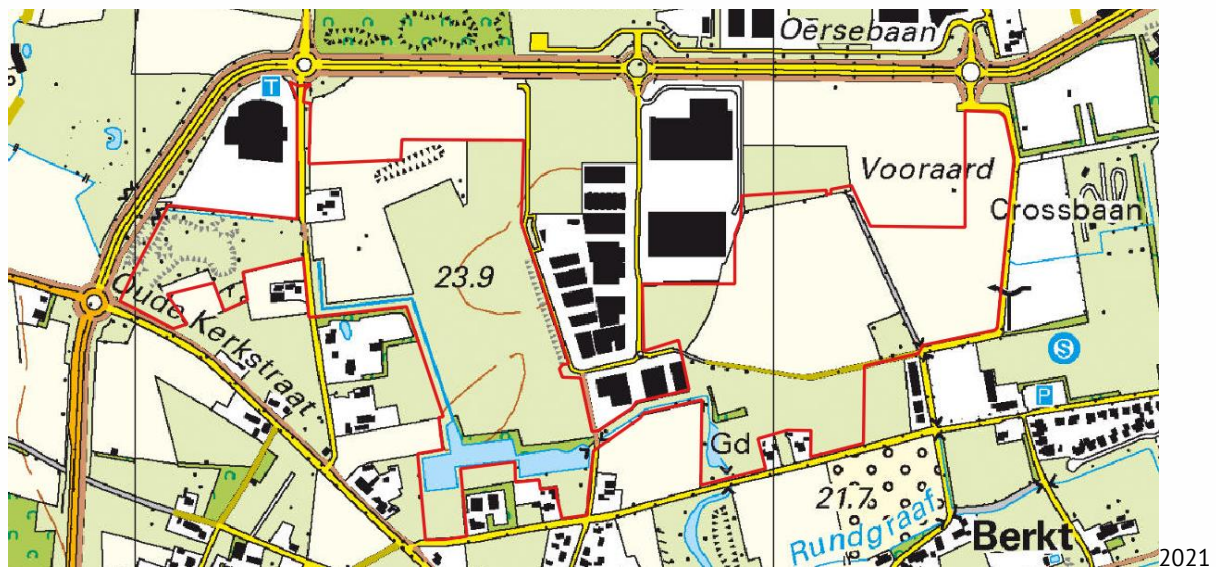 Oersebaan
T
Vooraard
Crossbaan
23.9
Oude Kerkstraat
S
P
Gd
21.7
Rundgraaf
Berkt
2021